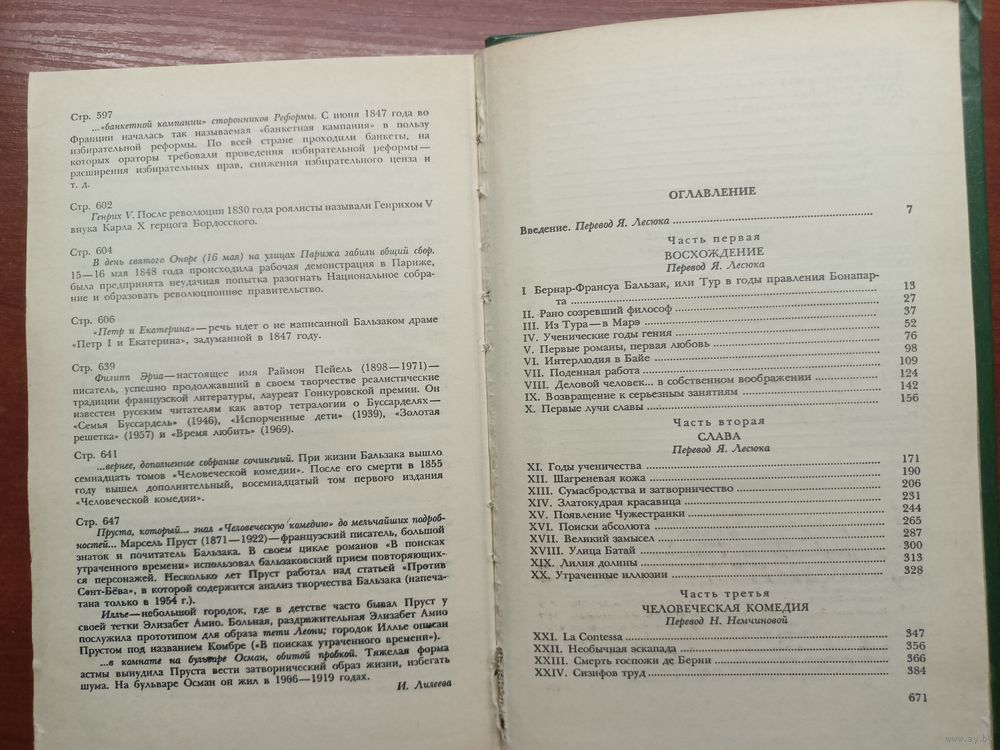 Стр. 597
...«банкетной кампании» сторонников Реформы. С июня 1847 года во
Франции началась так называемая «банкетная кампания» в пользу
избирательной реформы. По всей стране проходили банкеты, на
которых ораторы требовали проведения избирательной реформы —
расширения избирательных прав, снижения избирательного ценза и
т. д.
Стр. 602
Генрих V. После революции 1830 года роялисты называли Генрихом V
внука Карла X герцога Бордосского.
Стр. 604
В день святого Оноре (16 мая) на улицах Парижа забили общий сбор.
15—16 мая 1848 года происходила рабочая демонстрация в Париже,
была предпринята неудачная попытка разогнать Национальное собра-
ние и образовать революционное правительство.
Стр. 606
«Петр и Екатерина» — речь идет о не написанной Бальзаком драме
«Петр I и Екатерина», задуманной в 1847 году.
Стр. 639
Филипп Эриа — настоящее имя Раймон Пейель (1898—1971) —
писатель, успешно продолжавший в своем творчестве реалистические
традиции французской литературы, лауреат Гонкуровской премии. Он
известен русским читателям как автор тетралогии о Буссарделях —
«Семья Буссардель» (1946), «Испорченные дети» (1939), «Золотая
решетка» (1957) и «Время любить» (1969).
Стр. 641
...вернее, дополненное собрание сочинений. При жизни Бальзака вышло
семнадцать томов «Человеческой комедии». После его смерти в 1855
году вышел дополнительный, восемнадцатый том первого издания
«Человеческой комедии».
Стр. 647
Пруста, который... знал «Человеческую комедию» до мельчайших подроб-
ностей... Марсель Пруст (1871—1922) — французский писатель, большой
знаток и почитатель Бальзака. В своем цикле романов «В поисках
утраченного времени» использовал бальзаковский прием повторяющих-
ся персонажей. Несколько лет Пруст работал над статьей «Против
Сент-Бёва», в которой содержится анализ творчества Бальзака (напеча-
тана только в 1954 г.).
Иллье — небольшой городок, где в детстве часто бывал Пруст у
своей тетки Элизабет Амио. Больная, раздражительная Элизабет Амио
послужила прототипом для образа тети Леони; городок Иллье описан
Прустом под названием Комбре («В поисках утраченного времени»).
...в комнате на бульваре Осман, обитой пробкой. Тяжелая форма
астмы вынудила Пруста вести затворнический образ жизни, избегать
шума. На бульваре Осман он жил в 1906—1919 годах.
И. Лилеева
ОГЛАВЛЕНИЕ
Введение. Перевод Я. Лесюка 7
Часть первая
ВОСХОЖДЕНИЕ
Перевод Я. Лесюка
I Бернар-Франсуа Бальзак, или Тур в годы правления Бонапар-
та 13
II. Рано созревший философ 27
III. Из Тура — в Марэ 37
IV. Ученические годы гения 52
V. Первые романы, первая любовь 76
VI. Интерлюдия в Байе 98
VII. Поденная работа 109
VIII. Деловой человек... в собственном воображении 124
IX. Возвращение к серьезным занятиям 142
X. Первые лучи славы 156
Часть вторая
СЛАВА
Перевод Я. Лесюка
XI. Годы ученичества 171
XII. Шагреневая кожа 190
XIII. Сумасбродства и затворничество 206
XIV. Златокудрая красавица 231
XV. Появление Чужестранки 244
XVI. Поиски абсолюта 265
XVII. Великий замысел 287
XVIII. Улица Батай 300
XIX. Лилия долины 313
XX. Утраченные иллюзии 328
Часть третья
ЧЕЛОВЕЧЕСКАЯ КОМЕДИЯ
Перевод Н. Немчиновой
XXI. La Contessa 347
XXII. Необычная эскапада 356
XXIII. Смерть госпожи де Берни 366
XXIV. Сизифов труд 384
671
www.ay.by